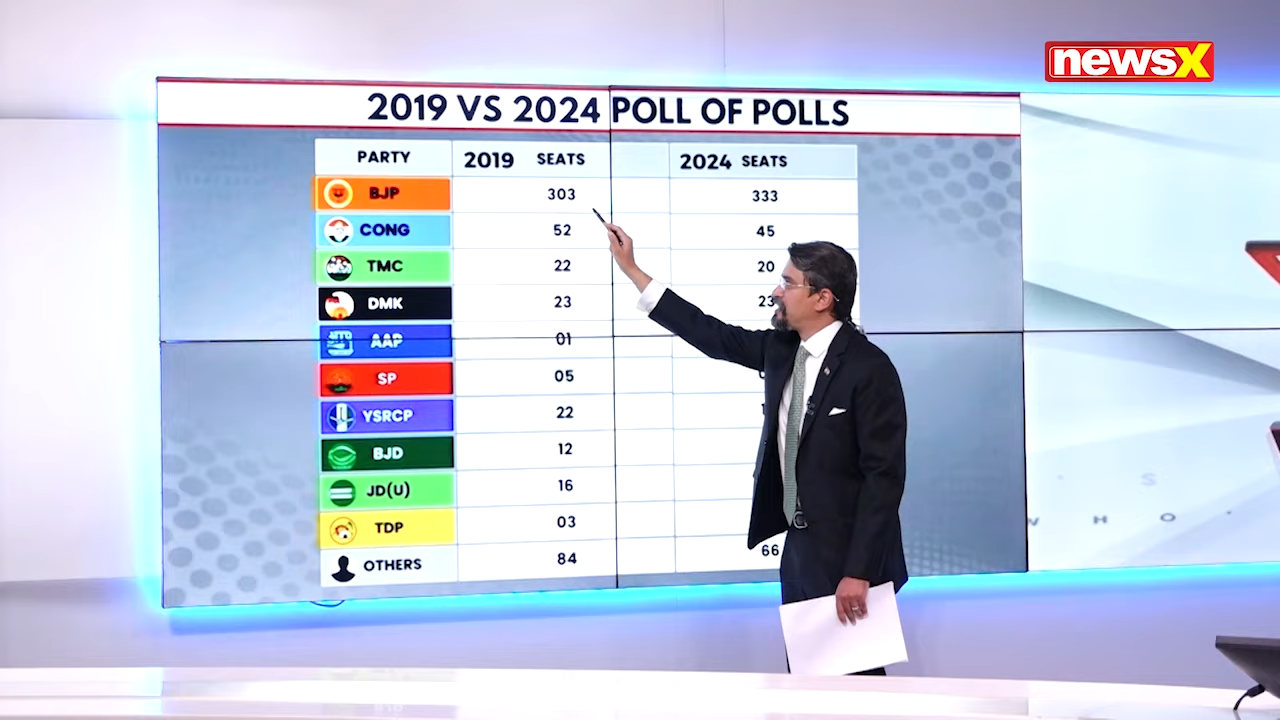 newsX
2019 VS 2024 POLL OF POLLS
PARTY 2019 SEATS 2024 SEATS
BJP 303 333
CONG 52 45
TMC 22 20
DMK 23 23
AAP 01
SP 05
YSRCP 22
BJD 12
JD(U) 16
TDP 03
OTHERS 84 66
S
W H O